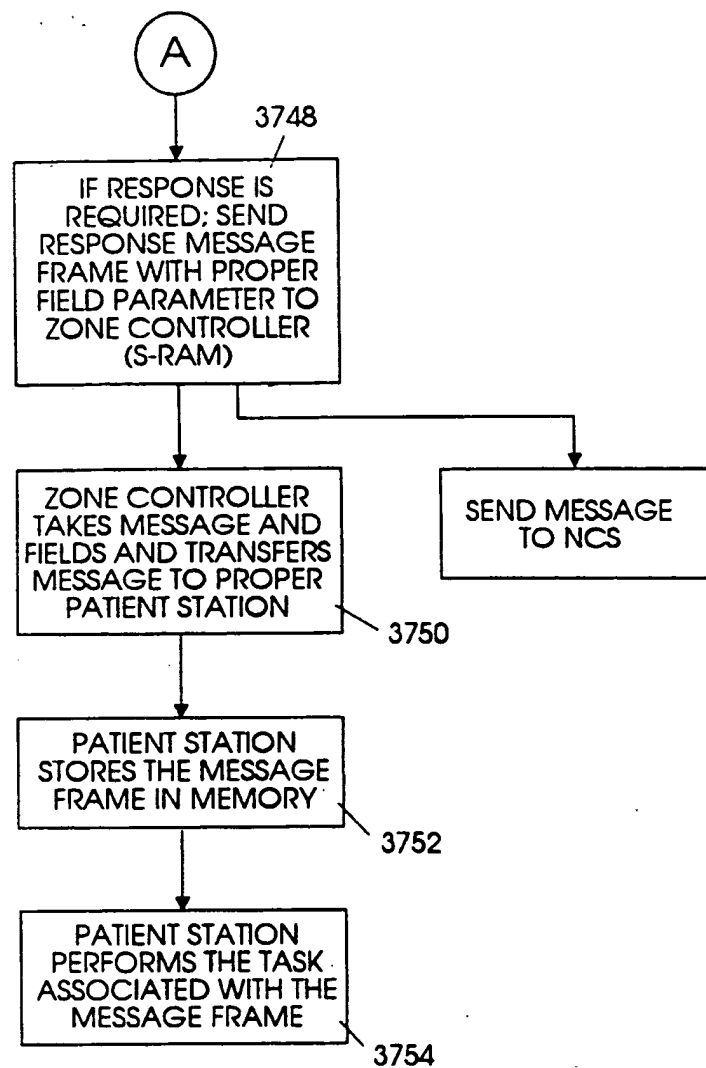 A
3748
IF RESPONSE IS
REQUIRED; SEND
RESPONSE MESSAGE
FRAME WITH PROPER
FIELD PARAMETER TO
ZONE CONTROLLER
(S-RAM)
ZONE CONTROLLER
TAKES MESSAGE AND
FIELDS AND TRANSFERS
MESSAGE TO PROPER
PATIENT STATION
3750
SEND MESSAGE
TO NCS
PATIENT STATION
STORES THE MESSAGE
FRAME IN MEMORY
3752
PATIENT STATION
PERFORMS THE TASK
ASSOCIATED WITH THE
MESSAGE FRAME
3754